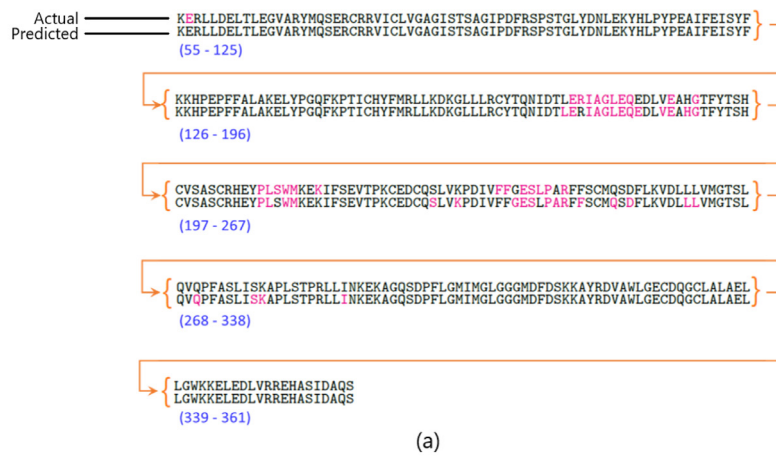 Actual KERLLDELTLEGVARYMQSERCRRVICLVGAGISTSAGIPDFRSPSTGLYDNLEKYHLPYPEAIFEISYF
Predicted KERLLDELTLEGVARYMQSERCRRVICLVGAGISTSAGIPDFRSPSTGLYDNLEKYHLPYPEAIFEISYF
(55 - 125)
KKHPEPFFALAKELYPGQFKPTICHYFMRLLKDKGLLLRCYTQNIDTLERIAGLEQEDLVEAHGTFYTSH
KKHPEPFFALAKELYPGQFKPTICHYFMRLLKDKGLLLRCYTQNIDTLERIAGLEQEDLVEAHGTFYTSH
(126 - 196)
CVSASCRHEYPLSWMKEKIFSEVTPKCEDCQSLVKPDIVFFGESLPARFFSCMQSDFLKVDLLLVMGTSL
CVSASCRHEYPLSWMKEKIFSEVTPKCEDCQSLVKPDIVFFGESLPARFFSCMQSDFLKVDLLLVMGTSL
(197 - 267)
QVQPFASLISKAPLSTPRLLINKEKAGQSDPFLGMIMGLGGGMDFDSKKAYRDVAWLGECDQGCLALAEL
QVQPFASLISKAPLSTPRLLINKEKAGQSDPFLGMIMGLGGGMDFDSKKAYRDVAWLGECDQGCLALAEL
(268 - 338)
LGWKKELEDLVRREHASIDAQS
LGWKKELEDLVRREHASIDAQS
(339 - 361)
(a)